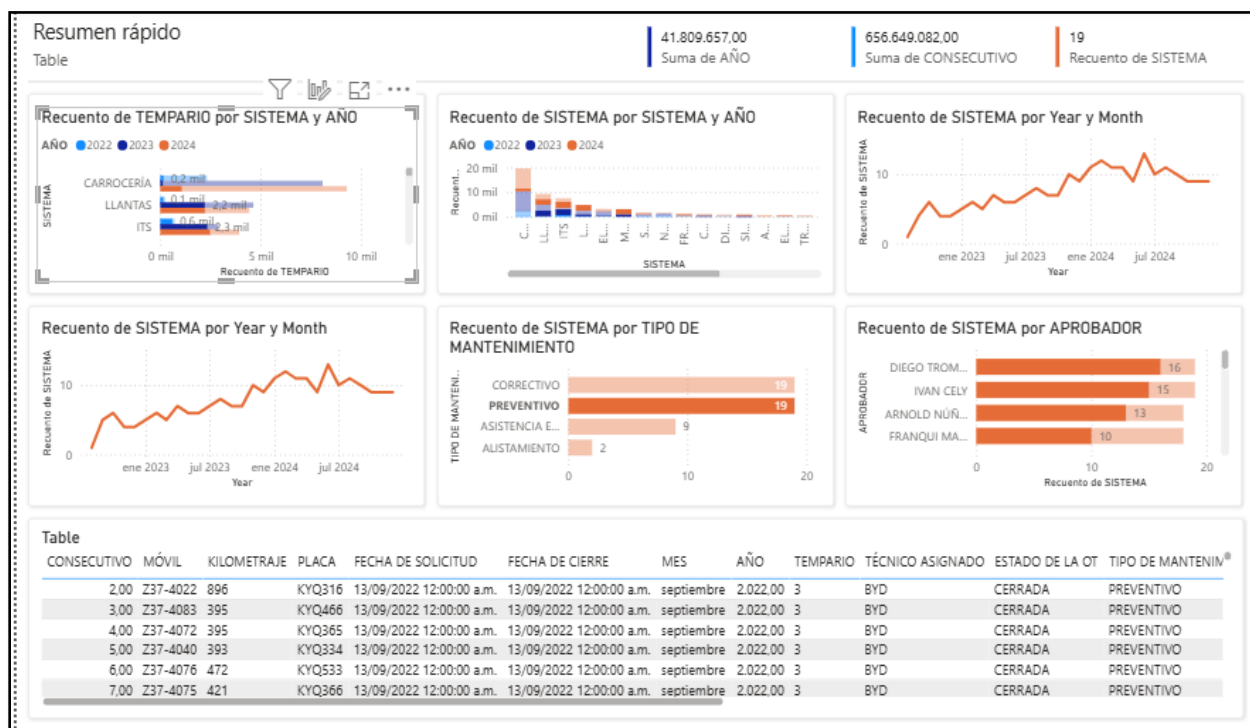 Resumen rápido
Table
41.809.657,00
Suma de AÑO
656.649.082,00
Suma de CONSECUTIVO
19
Recuento de SISTEMA
Recuento de TEMPARIO por SISTEMA y AÑO
AÑO 2022 2023 2024
SISTEMA
CARROCERÍA
LLANTAS
ITS
0,2 mil
0,1 mil
2,2 mil
0,6 mil
2,3 mil
0 mil 5 mil 10 mil
Recuento de TEMPARIO
Recuento de SISTEMA por SISTEMA y AÑO
AÑO 2022 2023 2024
Recuent...
20 mil
10 mil
0 mil
C... LL... ITS L... EL... M... S... N... FR... C... DI... SI... A... EL... TR...
SISTEMA
Recuento de SISTEMA por Year y Month
Recuento de SISTEMA
10
0
ene 2023 jul 2023 ene 2024 jul 2024
Year
Recuento de SISTEMA por Year y Month
Recuento de SISTEMA
10
0
ene 2023 jul 2023 ene 2024 jul 2024
Year
Recuento de SISTEMA por TIPO DE
MANTENIMIENTO
TIPO DE MANTENI...
CORRECTIVO 19
PREVENTIVO 19
ASISTENCIA E... 9
ALISTAMIENTO 2
0 10 20
Recuento de SISTEMA por APROBADOR
APROBADOR
DIEGO TROM... 16
IVAN CELY 15
ARNOLD NÚÑ... 13
FRANQUI MA... 10
0 10 20
Recuento de SISTEMA
Table
CONSECUTIVO MÓVIL KILOMETRAJE PLACA FECHA DE SOLICITUD FECHA DE CIERRE MES AÑO TEMPARIO TÉCNICO ASIGNADO ESTADO DE LA OT TIPO DE MANTENIM
2,00 Z37-4022 896 KYQ316 13/09/2022 12:00:00 a.m. 13/09/2022 12:00:00 a.m. septiembre 2.022,00 3 BYD CERRADA PREVENTIVO
3,00 Z37-4083 395 KYQ466 13/09/2022 12:00:00 a.m. 13/09/2022 12:00:00 a.m. septiembre 2.022,00 3 BYD CERRADA PREVENTIVO
4,00 Z37-4072 395 KYQ365 13/09/2022 12:00:00 a.m. 13/09/2022 12:00:00 a.m. septiembre 2.022,00 3 BYD CERRADA PREVENTIVO
5,00 Z37-4040 393 KYQ334 13/09/2022 12:00:00 a.m. 13/09/2022 12:00:00 a.m. septiembre 2.022,00 3 BYD CERRADA PREVENTIVO
6,00 Z37-4076 472 KYQ533 13/09/2022 12:00:00 a.m. 13/09/2022 12:00:00 a.m. septiembre 2.022,00 3 BYD CERRADA PREVENTIVO
7,00 Z37-4075 421 KYQ366 13/09/2022 12:00:00 a.m. 13/09/2022 12:00:00 a.m. septiembre 2.022,00 3 BYD CERRADA PREVENTIVO